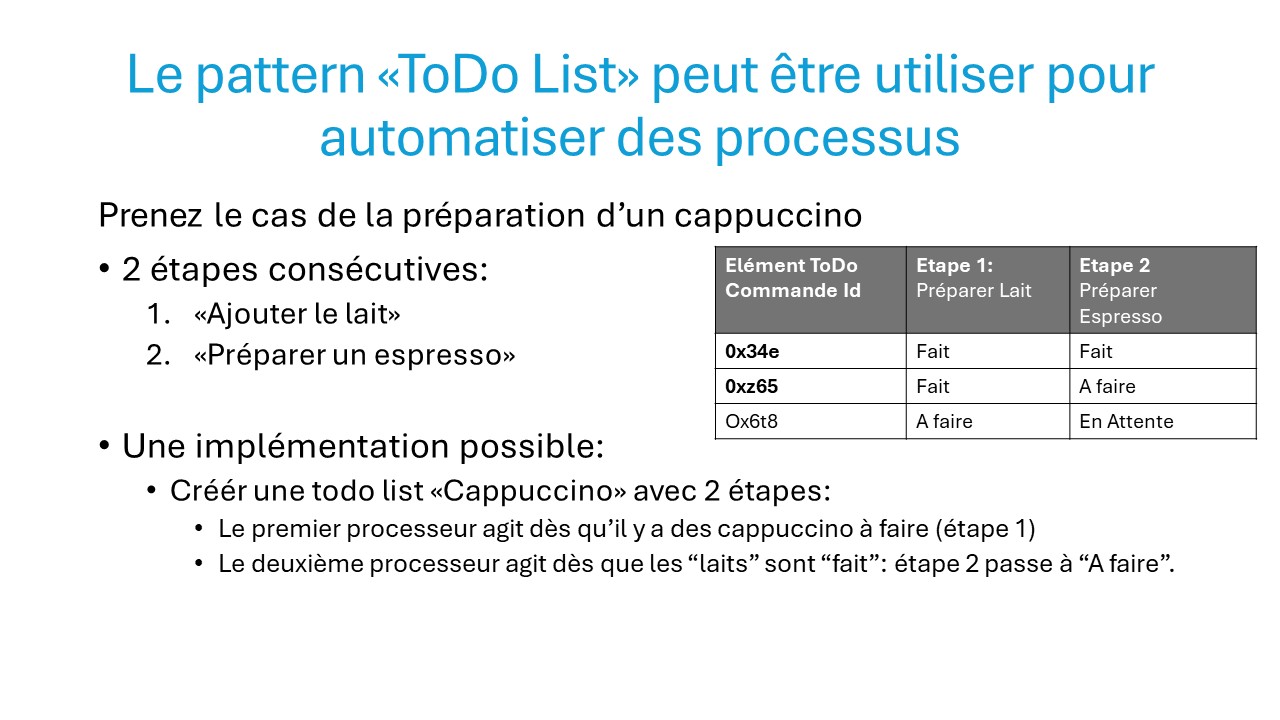 Le pattern «ToDo List» peut être utiliser pour
automatiser des processus
Prenez le cas de la préparation d’un cappuccino
• 2 étapes consécutives:
1. «Ajouter le lait»
2. «Préparer un espresso»
Elément ToDo Commande Id | Etape 1: Préparer Lait | Etape 2 Préparer Espresso
0x34e | Fait | Fait
0xz65 | Fait | A faire
Ox6t8 | A faire | En Attente
• Une implémentation possible:
• Créér une todo list «Cappuccino» avec 2 étapes:
• Le premier processeur agit dès qu’il y a des cappuccino à faire (étape 1)
• Le deuxième processeur agit dès que les “laits” sont “fait”: étape 2 passe à “A faire”.